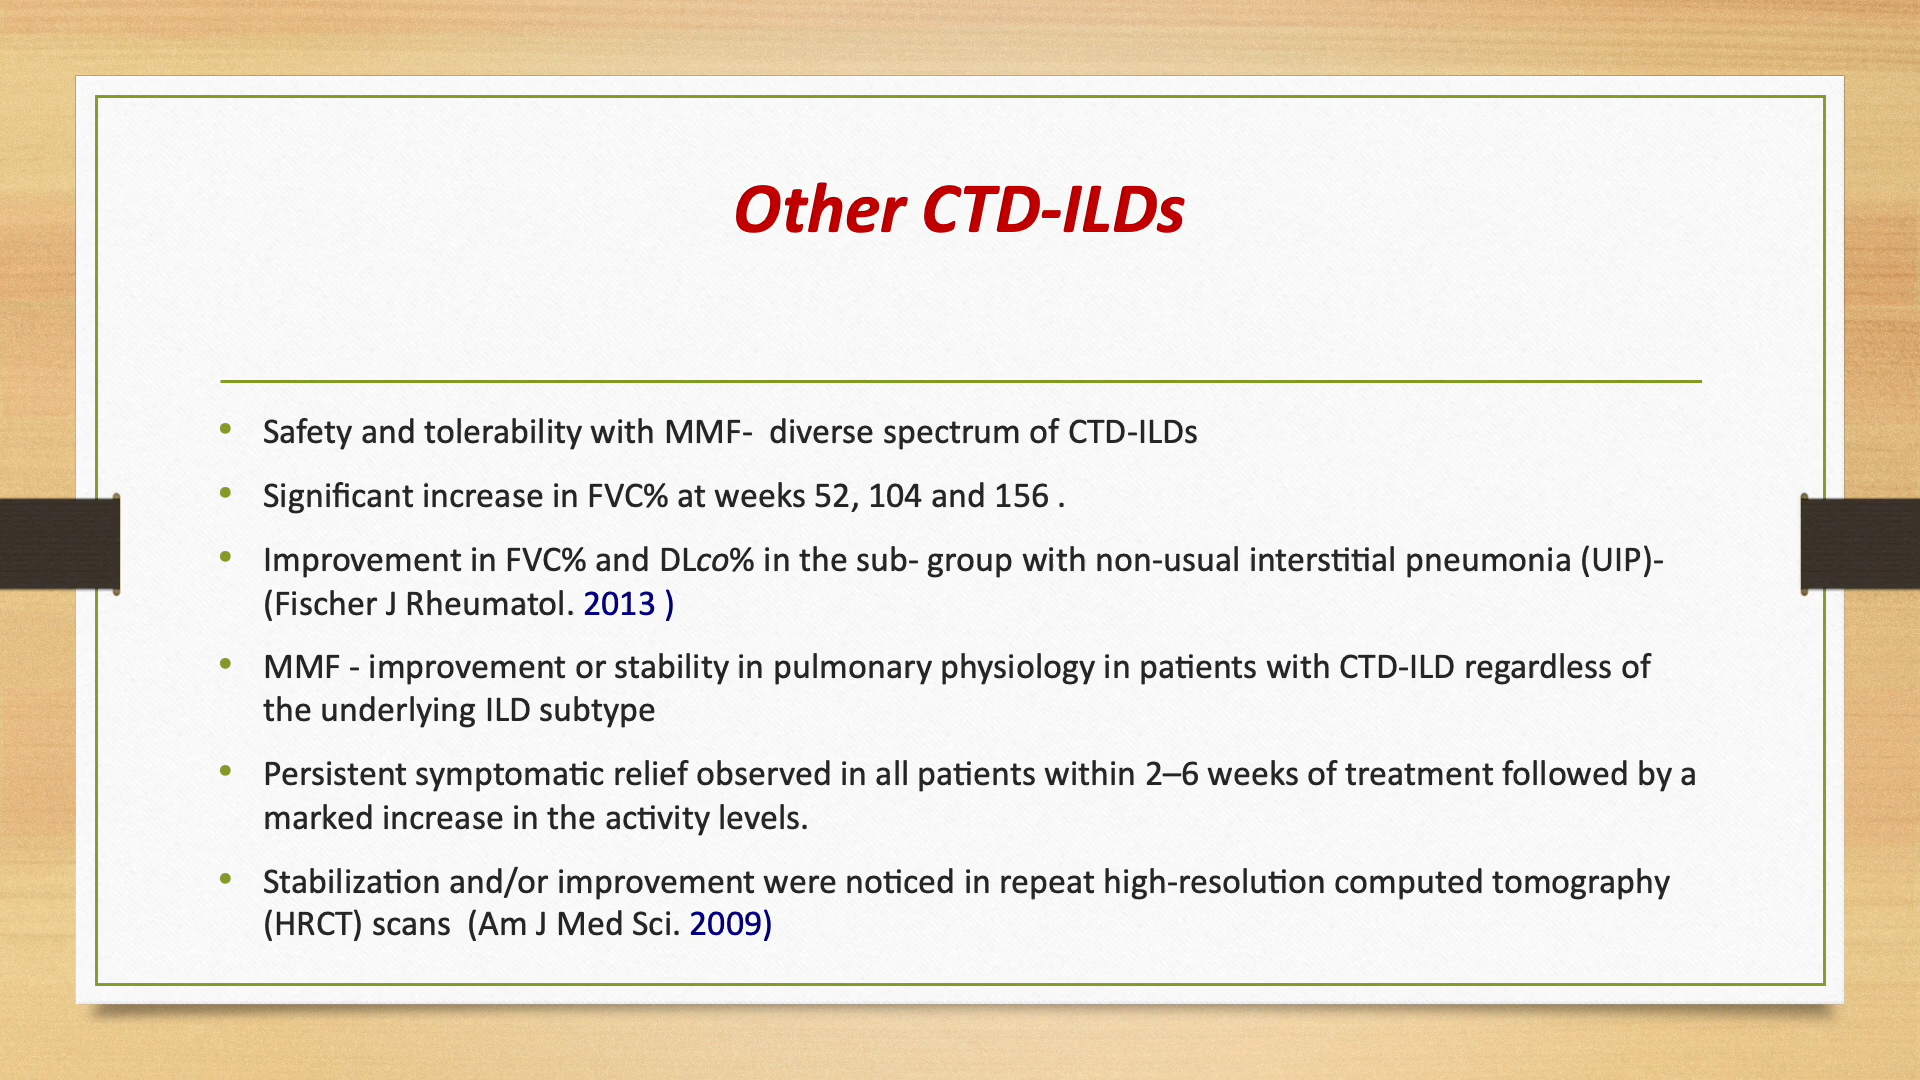 Other CTD-ILDs
• Safety and tolerability with MMF-  diverse spectrum of CTD-ILDs
• Significant increase in FVC% at weeks 52, 104 and 156 .
• Improvement in FVC% and DLco% in the sub- group with non-usual interstitial pneumonia (UIP)-
(Fischer J Rheumatol. 2013 )
• MMF - improvement or stability in pulmonary physiology in patients with CTD-ILD regardless of
the underlying ILD subtype
• Persistent symptomatic relief observed in all patients within 2–6 weeks of treatment followed by a
marked increase in the activity levels.
• Stabilization and/or improvement were noticed in repeat high-resolution computed tomography
(HRCT) scans  (Am J Med Sci. 2009)